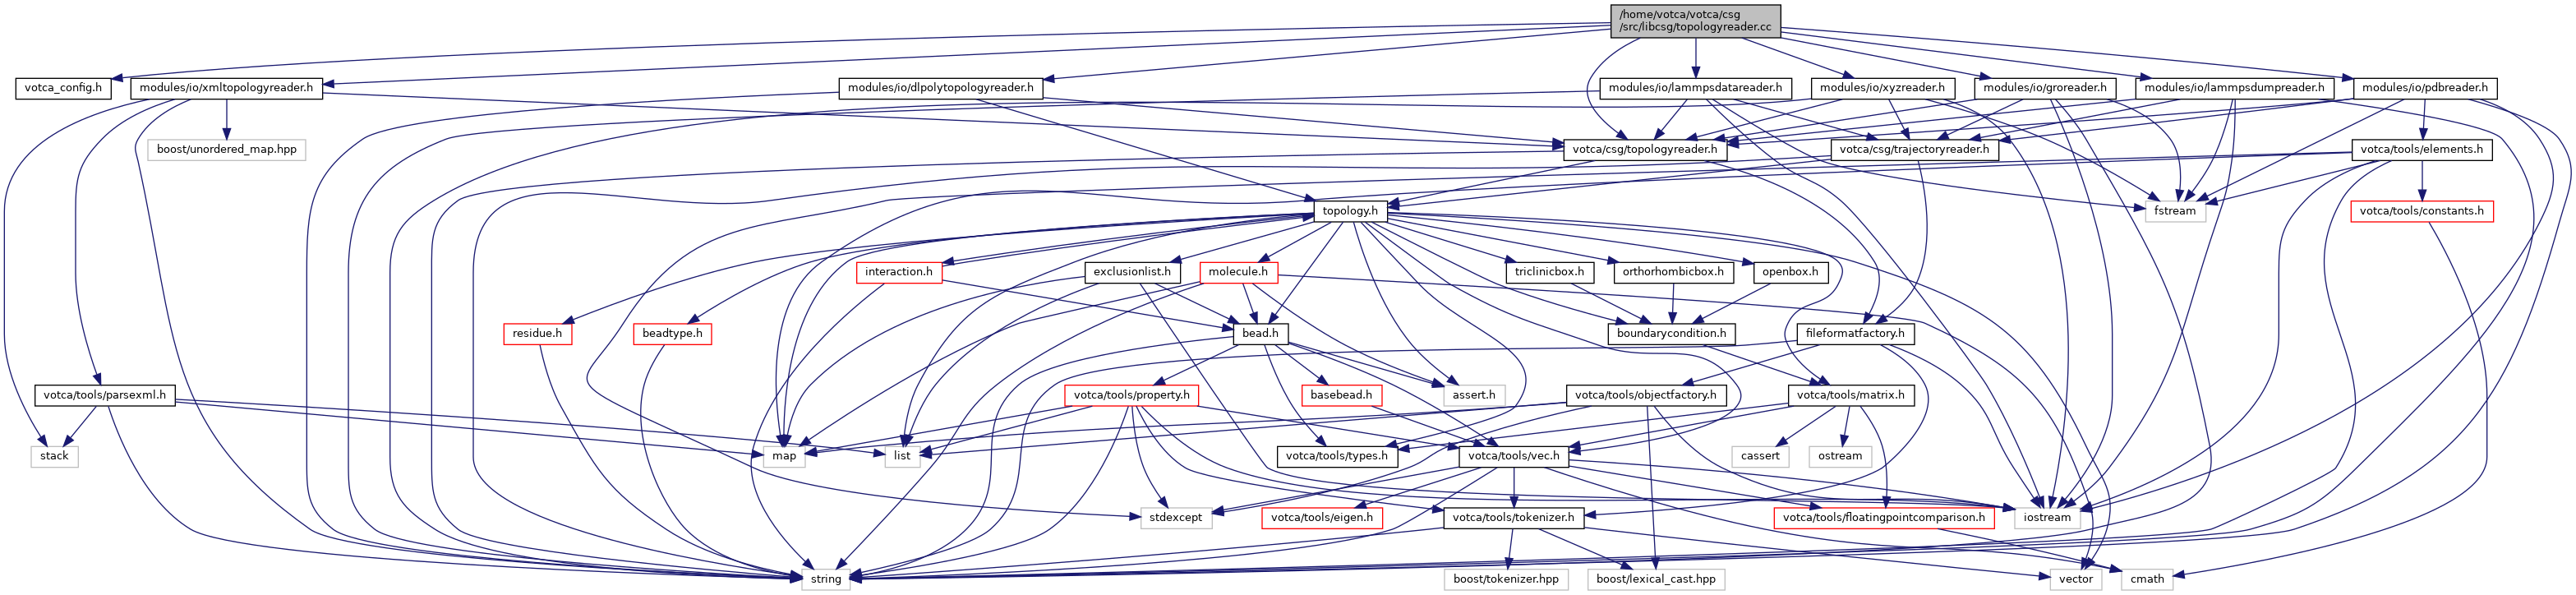 /home/votca/votca/csg
/src/libcsg/topologyreader.cc
votca_config.h
modules/io/xmltopologyreader.h
modules/io/dlpolytopologyreader.h
modules/io/lammpsdatareader.h
modules/io/xyzreader.h
modules/io/groreader.h
modules/io/lammpsdumpreader.h
modules/io/pdbreader.h
boost/unordered_map.hpp
votca/csg/topologyreader.h
votca/csg/trajectoryreader.h
votca/tools/elements.h
topology.h
fstream
votca/tools/constants.h
interaction.h
exclusionlist.h
molecule.h
triclinicbox.h
orthorhombicbox.h
openbox.h
residue.h
beadtype.h
bead.h
boundarycondition.h
fileformatfactory.h
votca/tools/parsexml.h
votca/tools/property.h
basebead.h
assert.h
votca/tools/objectfactory.h
votca/tools/matrix.h
stack
map
list
votca/tools/types.h
votca/tools/vec.h
cassert
ostream
stdexcept
votca/tools/eigen.h
votca/tools/tokenizer.h
votca/tools/floatingpointcomparison.h
iostream
string
boost/tokenizer.hpp
boost/lexical_cast.hpp
vector
cmath